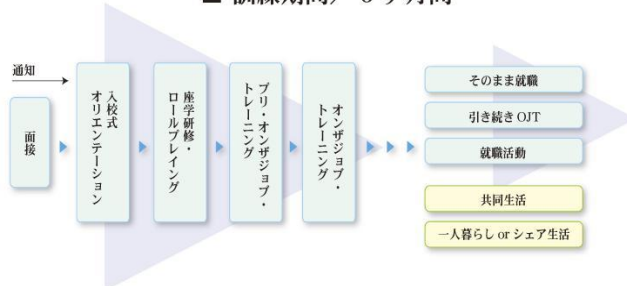 通知
面接
入校式
オリエンテーション
座学研修・
ロールプレイング
プリ・オンザジョブ・
トレーニング
オンザジョブ・
トレーニング
そのまま就職
引き続き OJT
就職活動
共同生活
一人暮らし or シェア生活